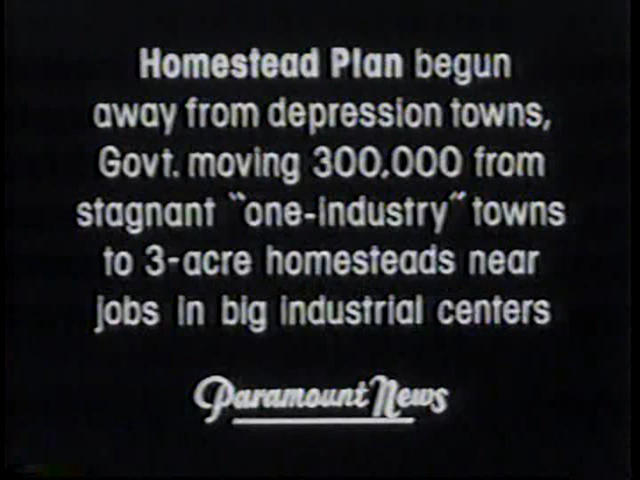 Homestead Plan begun
away from depression towns,
Govt. moving 300,000 from
stagnant "one-industry" towns
to 3-acre homesteads near
jobs in big industrial centers
Paramount News